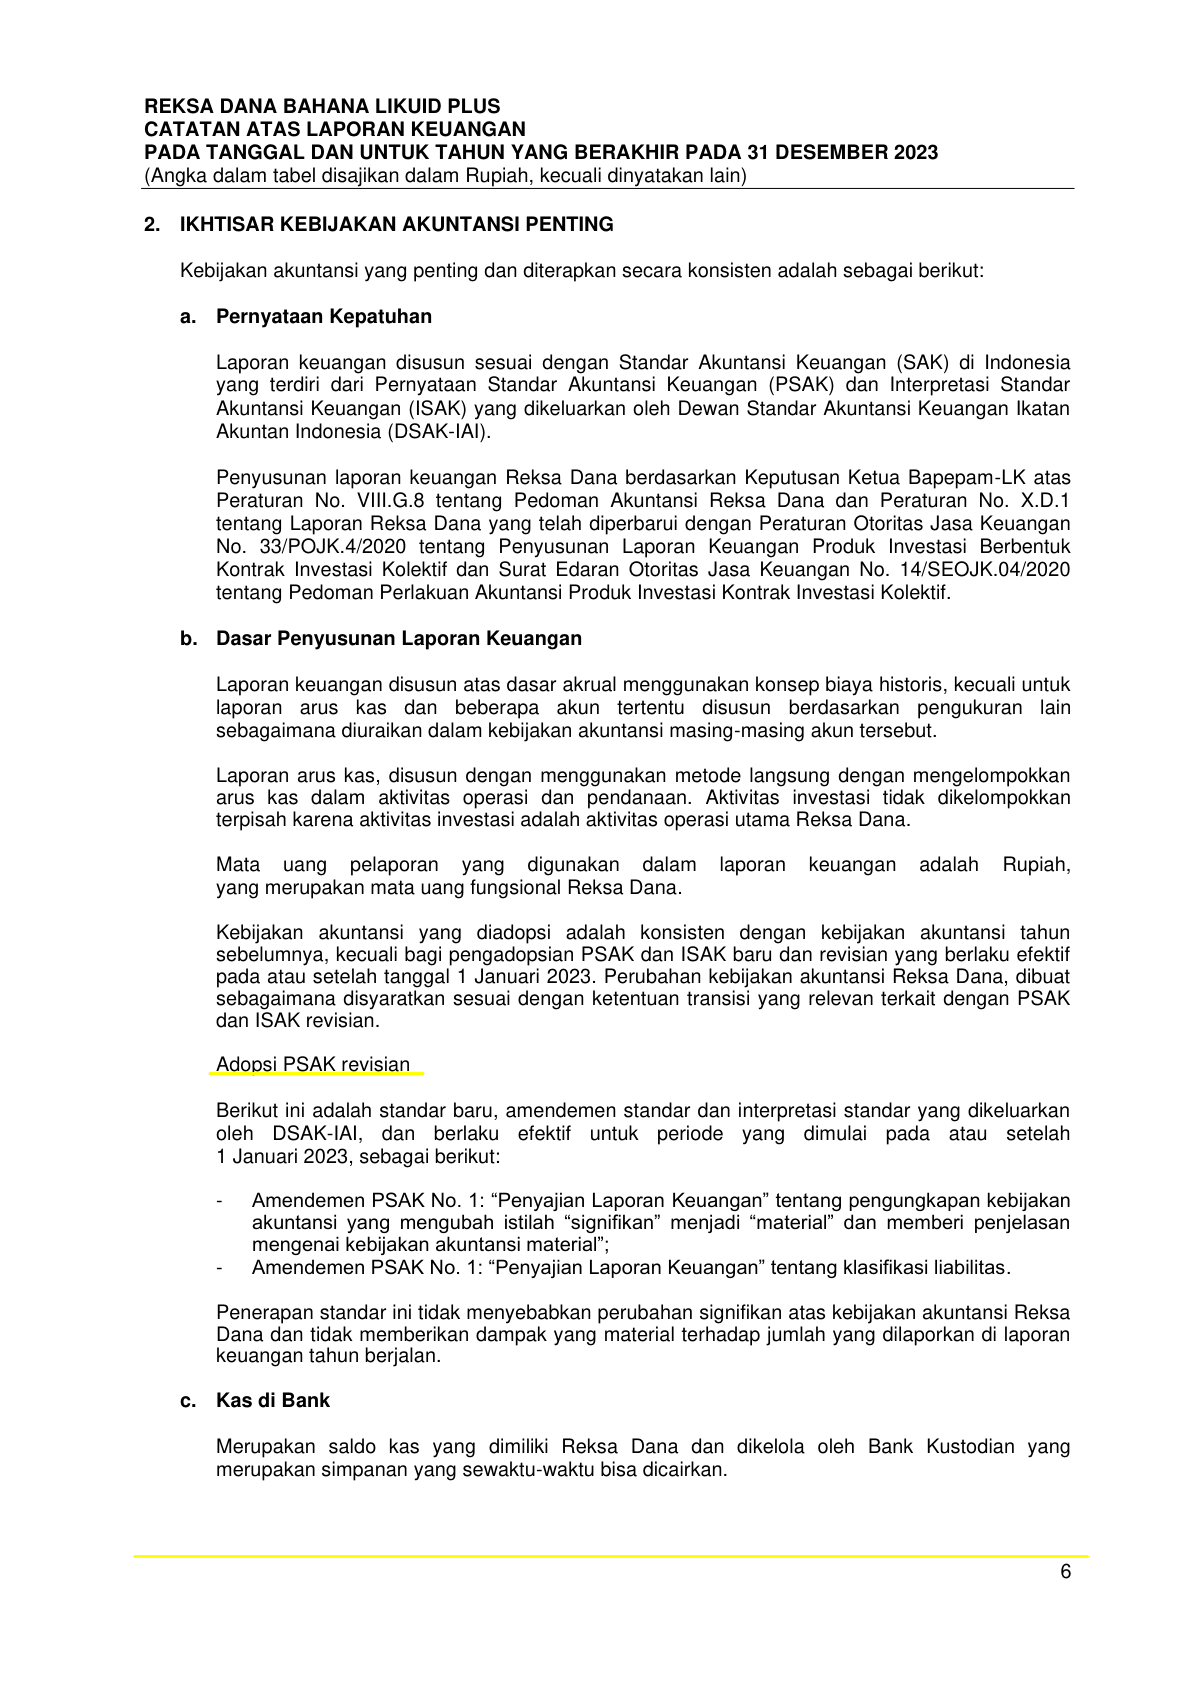 REKSA DANA BAHANA LIKUID PLUS
CATATAN ATAS LAPORAN KEUANGAN
PADA TANGGAL DAN UNTUK TAHUN YANG BERAKHIR PADA 31 DESEMBER 2023
(Angka dalam tabel disajikan dalam Rupiah, kecuali dinyatakan lain)
2. IKHTISAR KEBIJAKAN AKUNTANSI PENTING
Kebijakan akuntansi yang penting dan diterapkan secara konsisten adalah sebagai berikut:
a. Pernyataan Kepatuhan
Laporan keuangan disusun sesuai dengan Standar Akuntansi Keuangan (SAK) di Indonesia
yang terdiri dari Pernyataan Standar Akuntansi Keuangan (PSAK) dan Interpretasi Standar
Akuntansi Keuangan (ISAK) yang dikeluarkan oleh Dewan Standar Akuntansi Keuangan Ikatan
Akuntan Indonesia (DSAK-IAI).
Penyusunan laporan keuangan Reksa Dana berdasarkan Keputusan Ketua Bapepam-LK atas
Peraturan No. VIII.G.8 tentang Pedoman Akuntansi Reksa Dana dan Peraturan No. X.D.1
tentang Laporan Reksa Dana yang telah diperbarui dengan Peraturan Otoritas Jasa Keuangan
No. 33/POJK.4/2020 tentang Penyusunan Laporan Keuangan Produk Investasi Berbentuk
Kontrak Investasi Kolektif dan Surat Edaran Otoritas Jasa Keuangan No. 14/SEOJK.04/2020
tentang Pedoman Perlakuan Akuntansi Produk Investasi Kontrak Investasi Kolektif.
b. Dasar Penyusunan Laporan Keuangan
Laporan keuangan disusun atas dasar akrual menggunakan konsep biaya historis, kecuali untuk
laporan arus kas dan beberapa akun tertentu disusun berdasarkan pengukuran lain
sebagaimana diuraikan dalam kebijakan akuntansi masing-masing akun tersebut.
Laporan arus kas, disusun dengan menggunakan metode langsung dengan mengelompokkan
arus kas dalam aktivitas operasi dan pendanaan. Aktivitas investasi tidak dikelompokkan
terpisah karena aktivitas investasi adalah aktivitas operasi utama Reksa Dana.
Mata uang pelaporan yang digunakan dalam laporan keuangan adalah Rupiah,
yang merupakan mata uang fungsional Reksa Dana.
Kebijakan akuntansi yang diadopsi adalah konsisten dengan kebijakan akuntansi tahun
sebelumnya, kecuali bagi pengadopsian PSAK dan ISAK baru dan revisian yang berlaku efektif
pada atau setelah tanggal 1 Januari 2023. Perubahan kebijakan akuntansi Reksa Dana, dibuat
sebagaimana disyaratkan sesuai dengan ketentuan transisi yang relevan terkait dengan PSAK
dan ISAK revisian.
Adopsi PSAK revisian
Berikut ini adalah standar baru, amendemen standar dan interpretasi standar yang dikeluarkan
oleh DSAK-IAI, dan berlaku efektif untuk periode yang dimulai pada atau setelah
1 Januari 2023, sebagai berikut:
- Amendemen PSAK No. 1: “Penyajian Laporan Keuangan” tentang pengungkapan kebijakan
akuntansi yang mengubah istilah “signifikan” menjadi “material” dan memberi penjelasan
mengenai kebijakan akuntansi material”;
- Amendemen PSAK No. 1: “Penyajian Laporan Keuangan” tentang klasifikasi liabilitas.
Penerapan standar ini tidak menyebabkan perubahan signifikan atas kebijakan akuntansi Reksa
Dana dan tidak memberikan dampak yang material terhadap jumlah yang dilaporkan di laporan
keuangan tahun berjalan.
c. Kas di Bank
Merupakan saldo kas yang dimiliki Reksa Dana dan dikelola oleh Bank Kustodian yang
merupakan simpanan yang sewaktu-waktu bisa dicairkan.
6